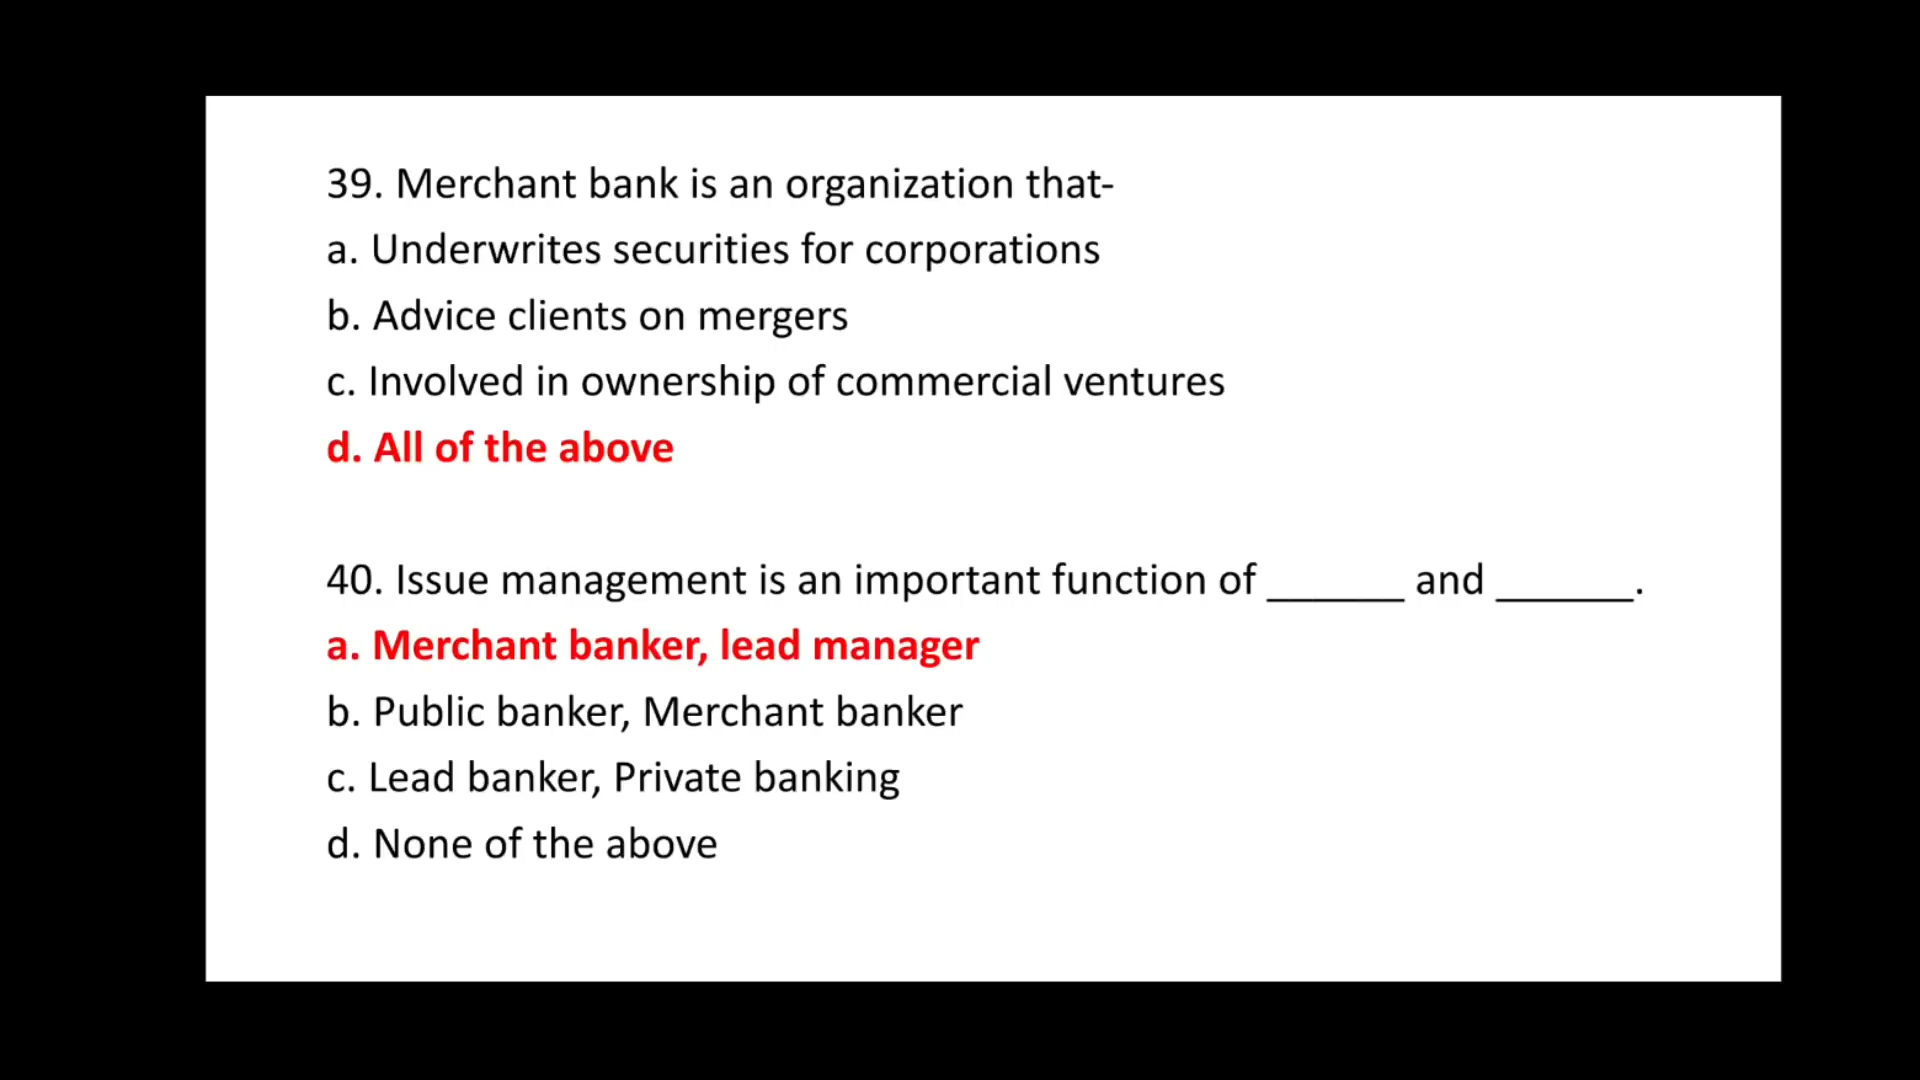 39. Merchant bank is an organization that-
a. Underwrites securities for corporations
b. Advice clients on mergers
c. Involved in ownership of commercial ventures
d. All of the above
40. Issue management is an important function of ______ and ______.
a. Merchant banker, lead manager
b. Public banker, Merchant banker
c. Lead banker, Private banking
d. None of the above